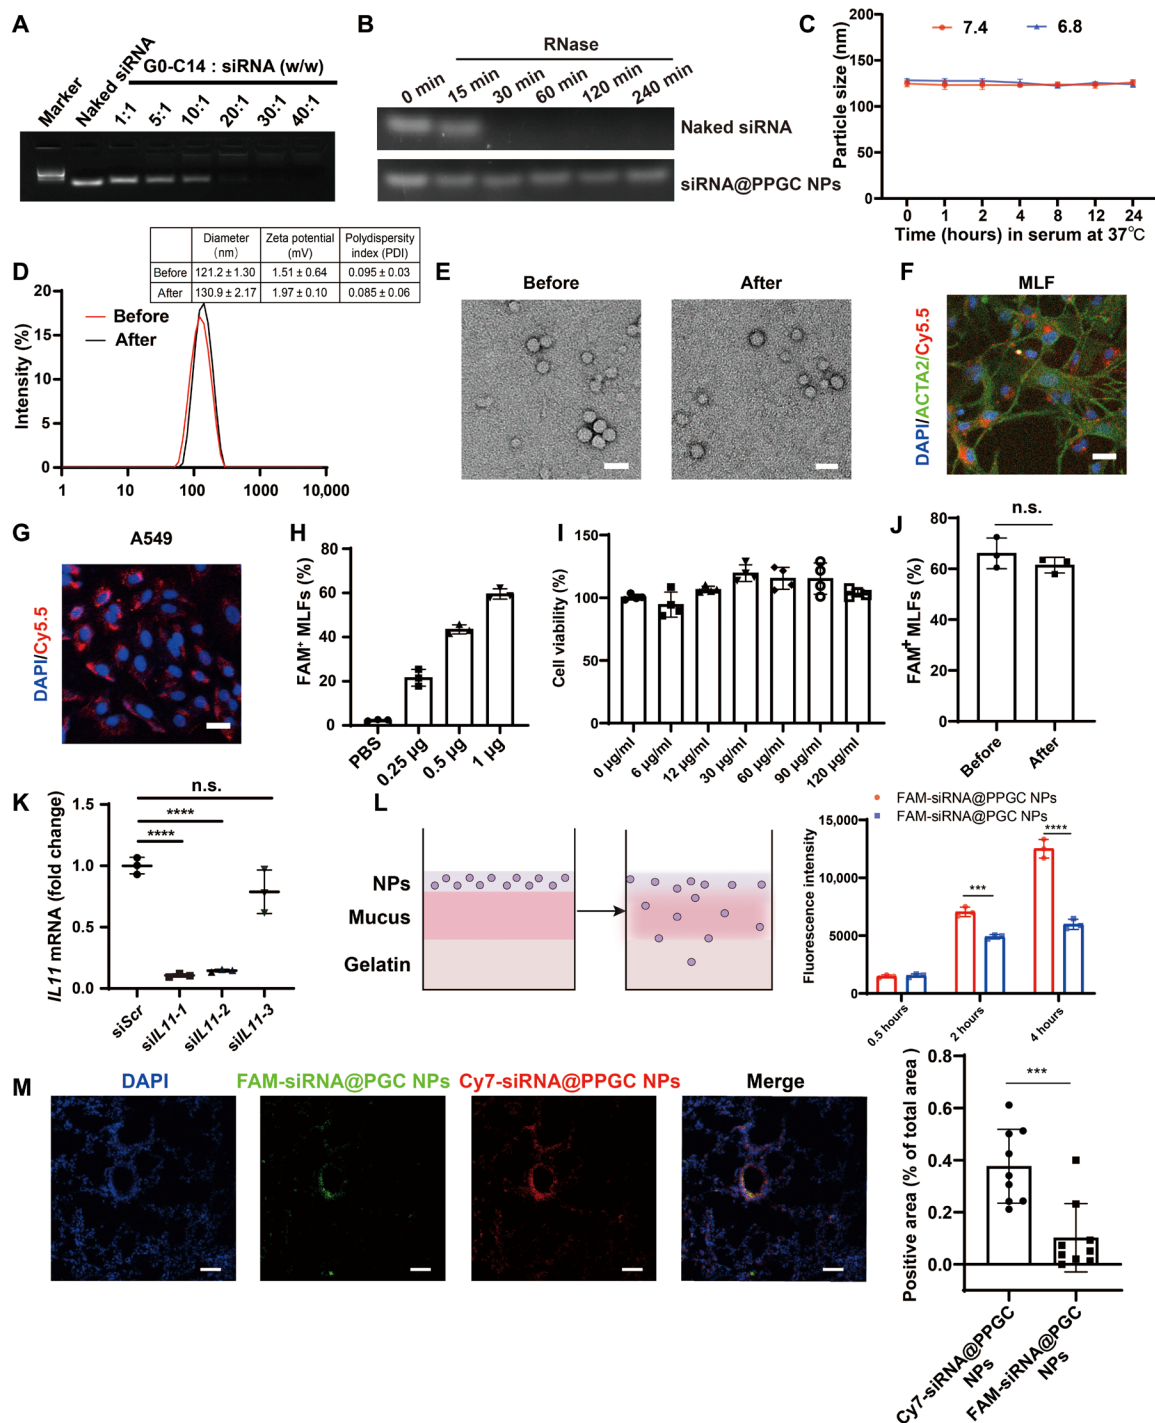 A
Marker
Naked siRNA
G0-C14 : siRNA (w/w)
1:1
5:1
10:1
20:1
30:1
40:1
B
RNase
0 min
15 min
30 min
60 min
120 min
240 min
Naked siRNA
siRNA@PPGC NPs
C
7.4
6.8
Particle size (nm)
200
150
100
50
0
0 1 2 4 8 12 24
Time (hours) in serum at 37℃
D
Diameter (nm) Zeta potential (mV) Polydispersity index (PDI)
Before 121.2 ± 1.30 1.51 ± 0.64 0.095 ± 0.03
After 130.9 ± 2.17 1.97 ± 0.10 0.085 ± 0.06
Before
After
Intensity (%)
20
15
10
5
0
1 10 100 1000 10,000
E
Before
After
F
MLF
DAPI/ACTA2/Cy5.5
G
A549
DAPI/Cy5.5
H
FAM⁺ MLFs (%)
80
60
40
20
0
PBS
0.25 µg
0.5 µg
1 µg
I
Cell viability (%)
150
100
50
0
0 µg/ml
6 µg/ml
12 µg/ml
30 µg/ml
60 µg/ml
90 µg/ml
120 µg/ml
J
n.s.
FAM⁺ MLFs (%)
80
60
40
20
0
Before
After
K
n.s.
****
****
IL11 mRNA (fold change)
1.5
1.0
0.5
0.0
siScr
siIL11-1
siIL11-2
siIL11-3
L
NPs
Mucus
Gelatin
FAM-siRNA@PPGC NPs
FAM-siRNA@PGC NPs
Fluorescence intensity
15,000
10,000
5000
0
***
****
0.5 hours
2 hours
4 hours
M
DAPI
FAM-siRNA@PGC NPs
Cy7-siRNA@PPGC NPs
Merge
Positive area (% of total area )
0.8
0.6
0.4
0.2
0.0
***
Cy7-siRNA@PPGC
NPs
FAM-siRNA@PGC
NPs